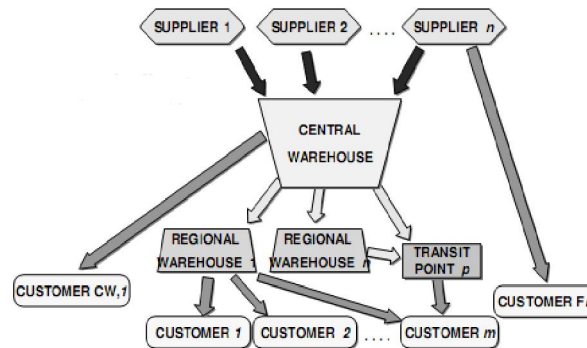 SUPPLIER 1 SUPPLIER 2 .... SUPPLIER n
CENTRAL
WAREHOUSE
REGIONAL REGIONAL TRANSIT
WAREHOUSE 1 WAREHOUSE n POINT p
CUSTOMER CW,1
CUSTOMER
CUSTOMER 1 CUSTOMER 2 .... CUSTOMER m